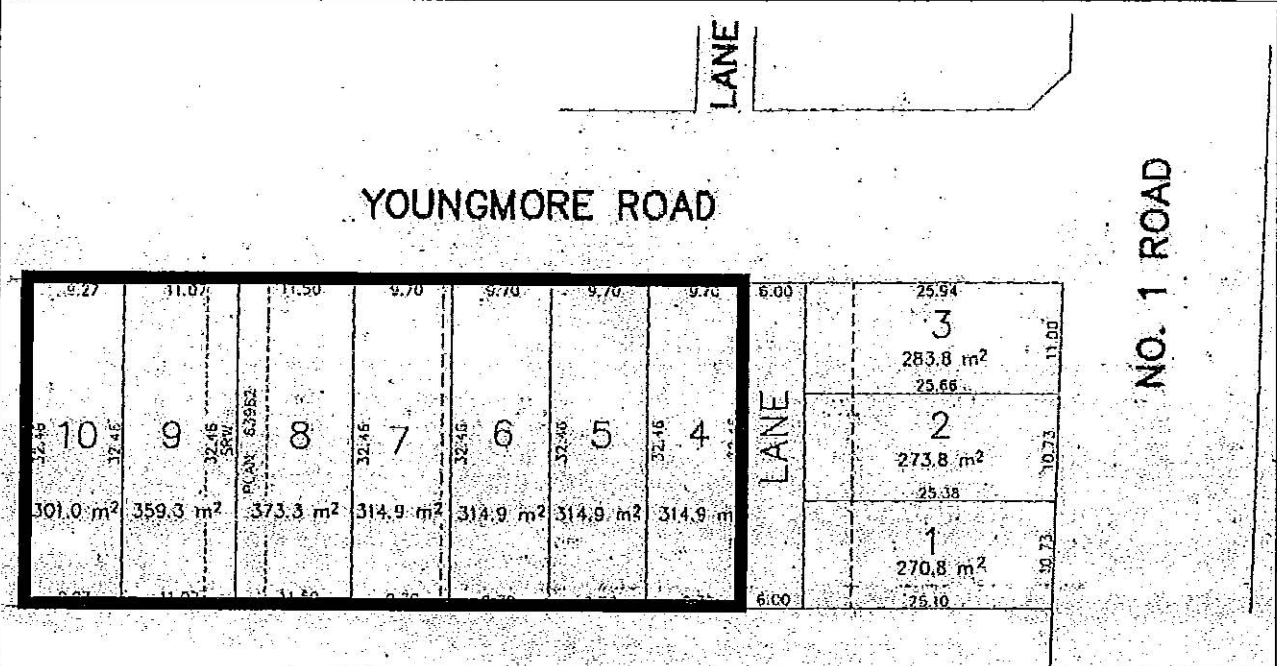 LANE
YOUNGMORE ROAD
NO. 1 ROAD
9.27 11.07 11.50 9.70 9.70 9.70 9.70 6.00 25.94
3
11.00
283.8 m²
25.66
32.46 10 32.46 9 32.46 SRW PLAN 63952 8 32.46 7 32.46 6 32.46 5 32.46 4 LANE
2
10.73
273.8 m²
25.38
301.0 m² 359.3 m² 373.3 m² 314.9 m² 314.9 m² 314.9 m² 314.9 m
1
10.73
270.8 m²
6.00 25.10